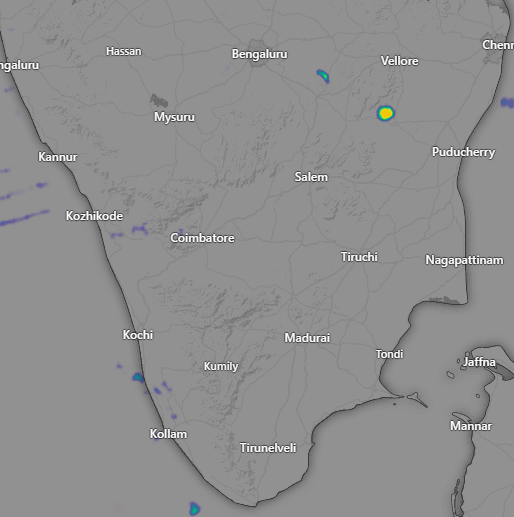 Hassan
Bengaluru
Chenn
ngaluru
Vellore
Mysuru
Kannur
Puducherry
Salem
Kozhikode
Coimbatore
Tiruchi
Nagapattinam
Kochi
Madurai
Tondi
Kumily
Jaffna
Mannar
Kollam
Tirunelveli